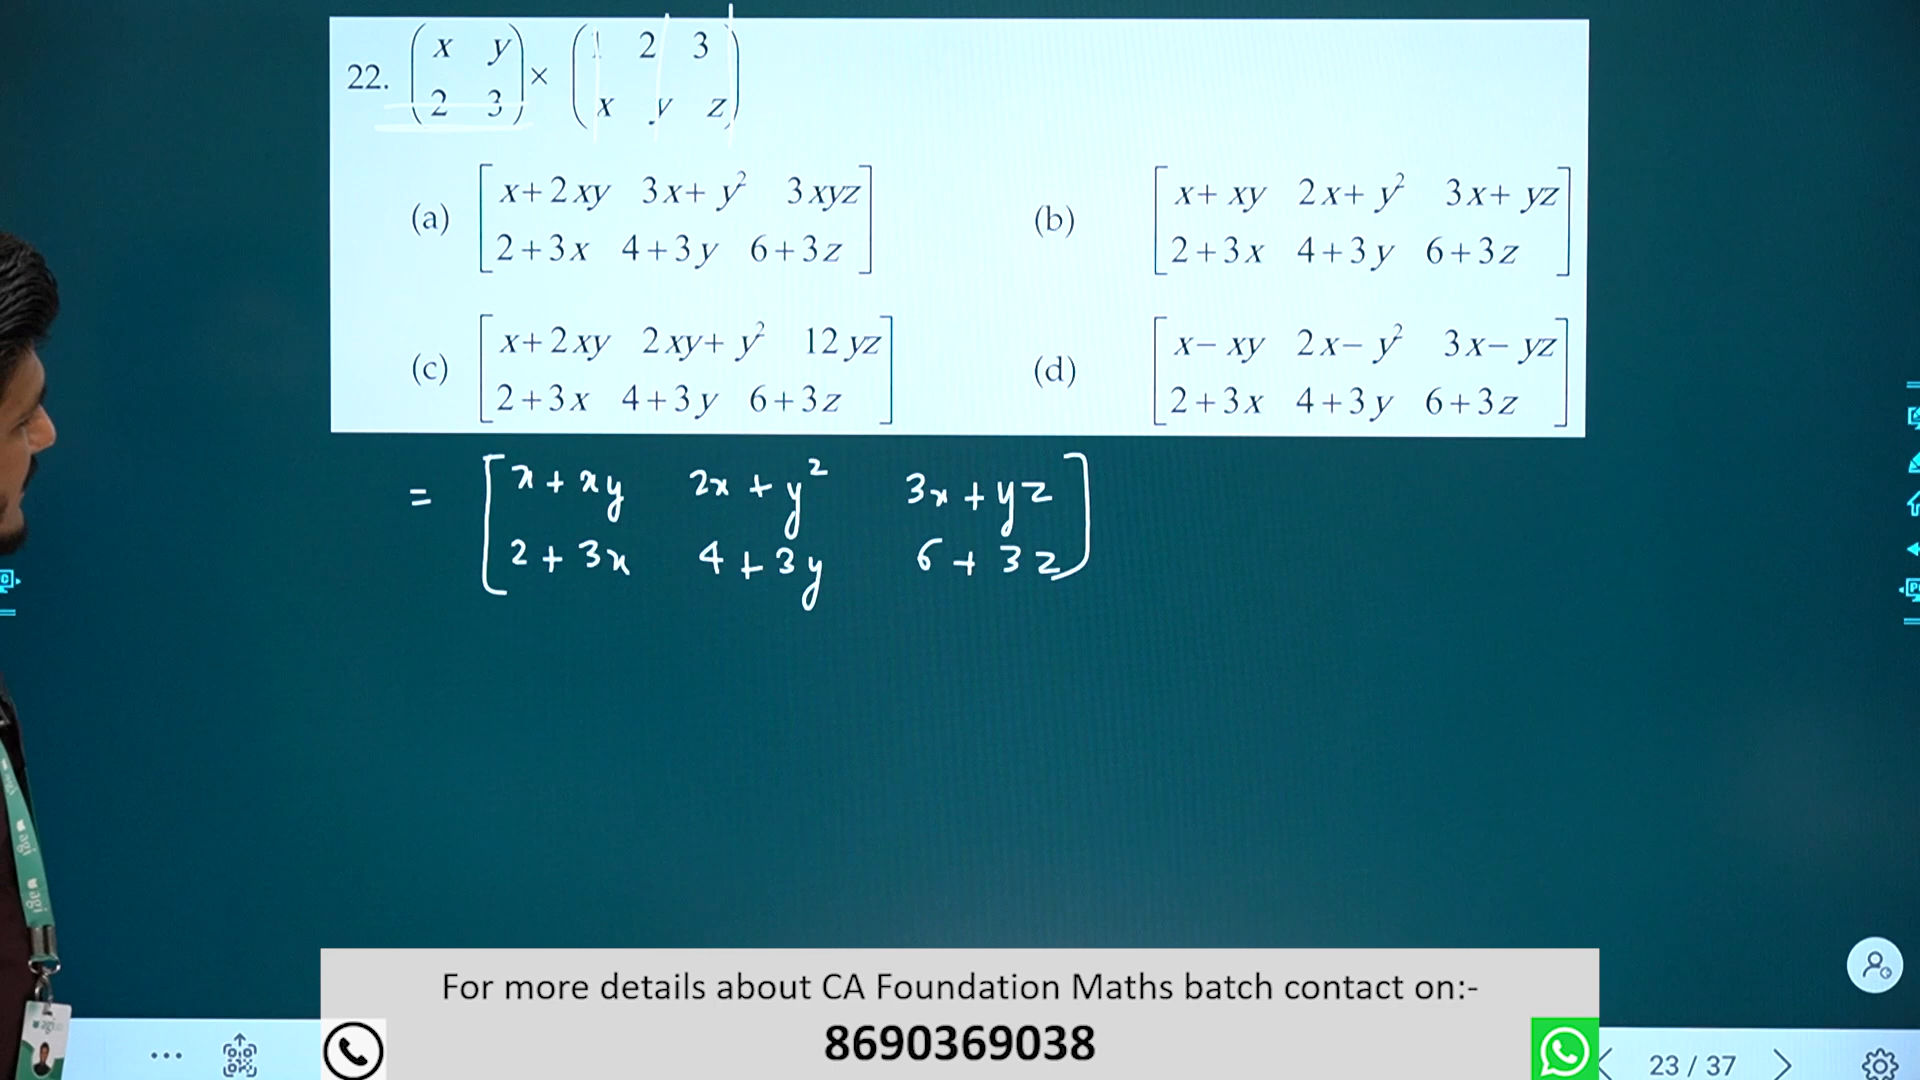 22. ( x y ) × ( 1 2 3 )
( 2 3 ) ( x y z )
(a) [ x+2xy 3x+y² 3xyz ]
[ 2+3x 4+3y 6+3z ]
(b) [ x+xy 2x+y² 3x+yz ]
[ 2+3x 4+3y 6+3z ]
(c) [ x+2xy 2xy+y² 12yz ]
[ 2+3x 4+3y 6+3z ]
(d) [ x−xy 2x−y² 3x−yz ]
[ 2+3x 4+3y 6+3z ]
= [ x + xy 2x + y² 3x + yz ]
[ 2 + 3x 4 + 3y 6 + 3z ]
For more details about CA Foundation Maths batch contact on:-
8690369038
23 / 37